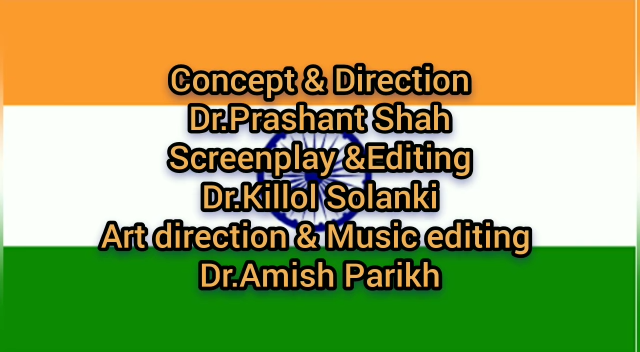 Concept & Direction
Dr.Prashant Shah
Screenplay &Editing
Dr.Killol Solanki
Art direction & Music editing
Dr.Amish Parikh